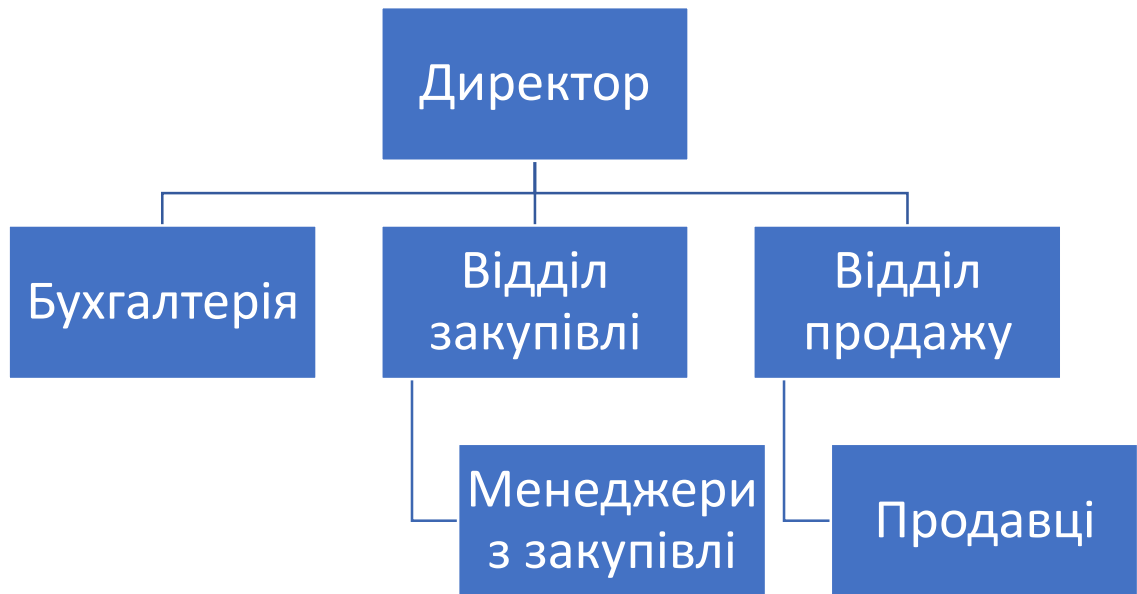 Директор
Бухгалтерія
Відділ
закупівлі
Відділ
продажу
Менеджери
з закупівлі
Продавці